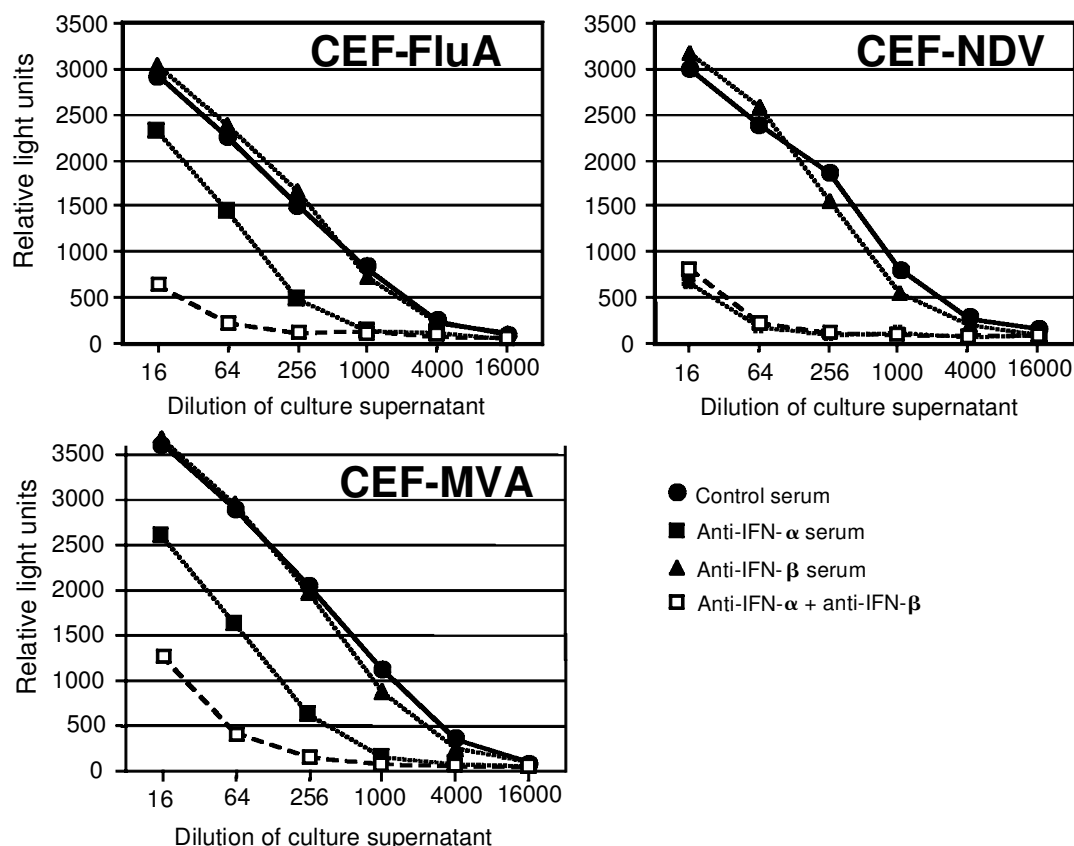 CEF-FluA
Relative light units
3500
3000
2500
2000
1500
1000
500
0
16 64 256 1000 4000 16000
Dilution of culture supernatant
CEF-NDV
3500
3000
2500
2000
1500
1000
500
0
16 64 256 1000 4000 16000
Dilution of culture supernatant
CEF-MVA
Relative light units
3500
3000
2500
2000
1500
1000
500
0
16 64 256 1000 4000 16000
Dilution of culture supernatant
Control serum
Anti-IFN-α serum
Anti-IFN-β serum
Anti-IFN-α + anti-IFN-β